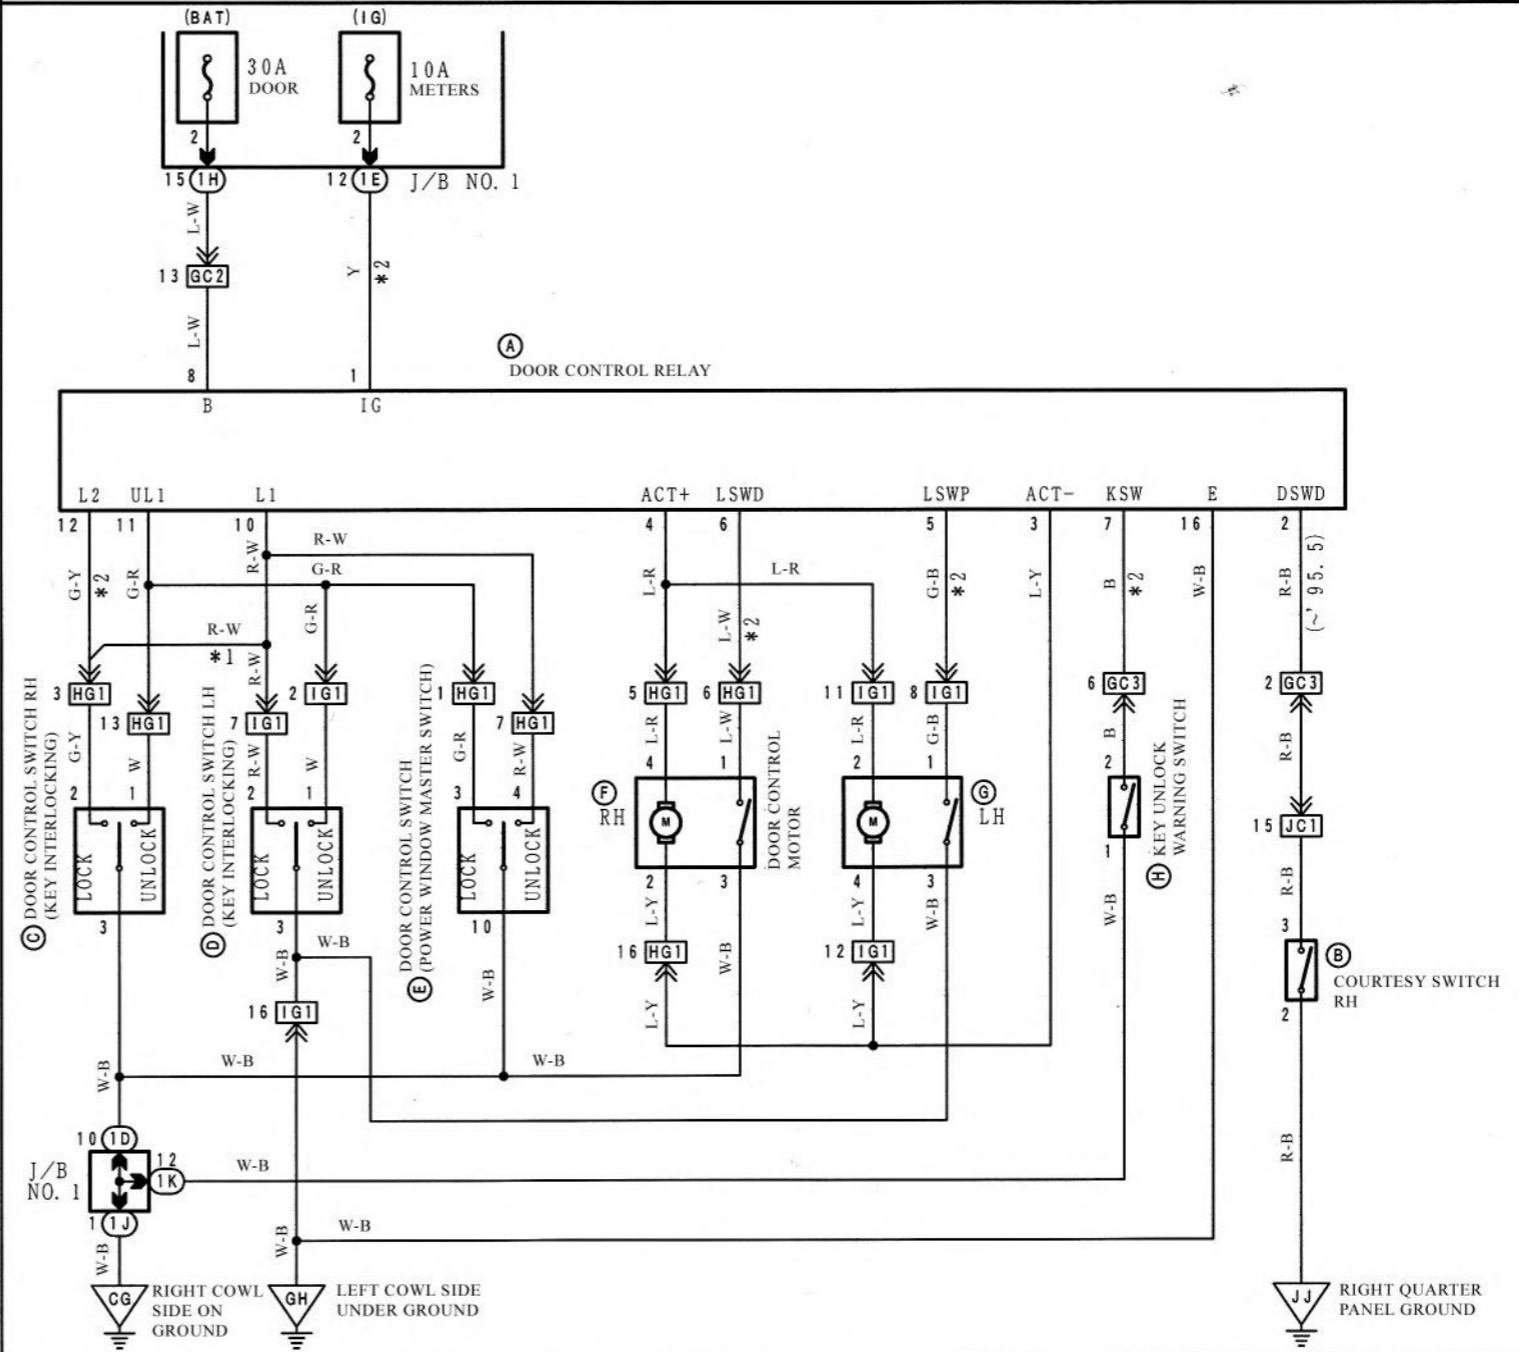 (BAT)
(IG)
30A
DOOR
10A
METERS
2
2
15 1H
12 1E
J/B NO. 1
L-W
Y
*2
13 GC2
L-W
A
DOOR CONTROL RELAY
8
1
B
IG
L2
UL1
L1
ACT+
LSWD
LSWP
ACT-
KSW
E
DSWD
12
11
10
4
6
5
3
7
16
2
R-W
R-W
G-R
G-Y
*2
G-R
G-R
L-R
L-R
L-W
*2
G-B
*2
L-Y
B
*2
W-B
R-B
(~'95. 5)
R-W
*1
R-W
3 HG1
13 HG1
7 IG1
2 IG1
1 HG1
7 HG1
5 HG1
6 HG1
11 IG1
8 IG1
6 GC3
2 GC3
G-Y
W
R-W
W
G-R
R-W
L-R
L-W
L-R
G-B
B
R-B
2
1
2
1
3
4
4
1
2
1
2
15 JC1
C DOOR CONTROL SWITCH RH
(KEY INTERLOCKING)
LOCK
UNLOCK
D DOOR CONTROL SWITCH LH
(KEY INTERLOCKING)
LOCK
UNLOCK
E DOOR CONTROL SWITCH
(POWER WINDOW MASTER SWITCH)
LOCK
UNLOCK
F
RH
M
DOOR CONTROL
MOTOR
M
G
LH
H KEY UNLOCK
WARNING SWITCH
1
R-B
3
3
10
2
3
4
3
3
B
COURTESY SWITCH
RH
2
W-B
W-B
W-B
L-Y
W-B
L-Y
W-B
W-B
16 HG1
12 IG1
16 IG1
L-Y
L-Y
W-B
W-B
W-B
10 1D
J/B
NO. 1
12
1K
W-B
1 1J
W-B
W-B
W-B
R-B
CG
RIGHT COWL
SIDE ON
GROUND
GH
LEFT COWL SIDE
UNDER GROUND
JJ
RIGHT QUARTER
PANEL GROUND